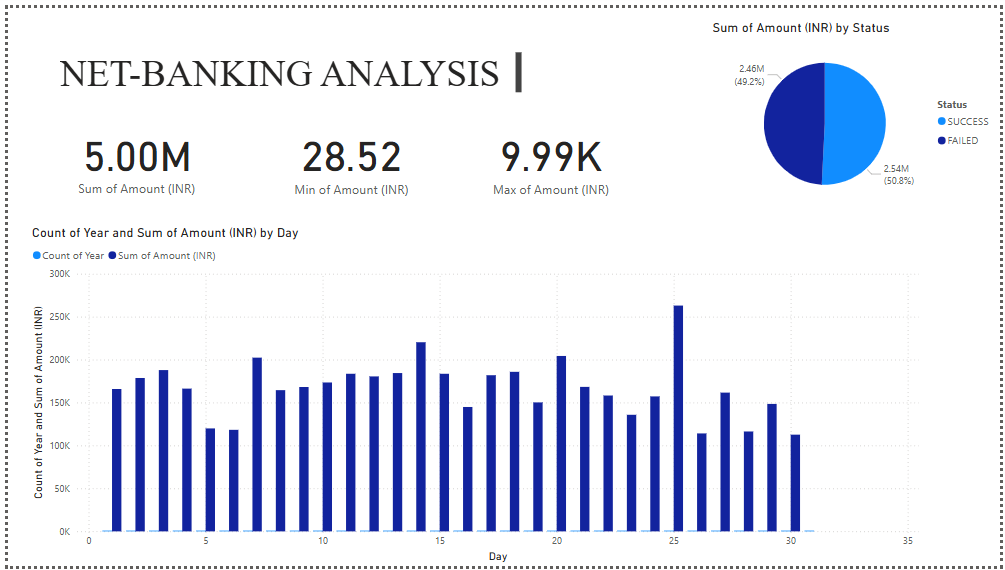 NET-BANKING ANALYSIS
5.00M
Sum of Amount (INR)
28.52
Min of Amount (INR)
9.99K
Max of Amount (INR)
Sum of Amount (INR) by Status
2.46M
(49.2%)
2.54M
(50.8%)
Status
SUCCESS
FAILED
Count of Year and Sum of Amount (INR) by Day
Count of Year Sum of Amount (INR)
Count of Year and Sum of Amount (INR)
300K
250K
200K
150K
100K
50K
0K
0 5 10 15 20 25 30 35
Day